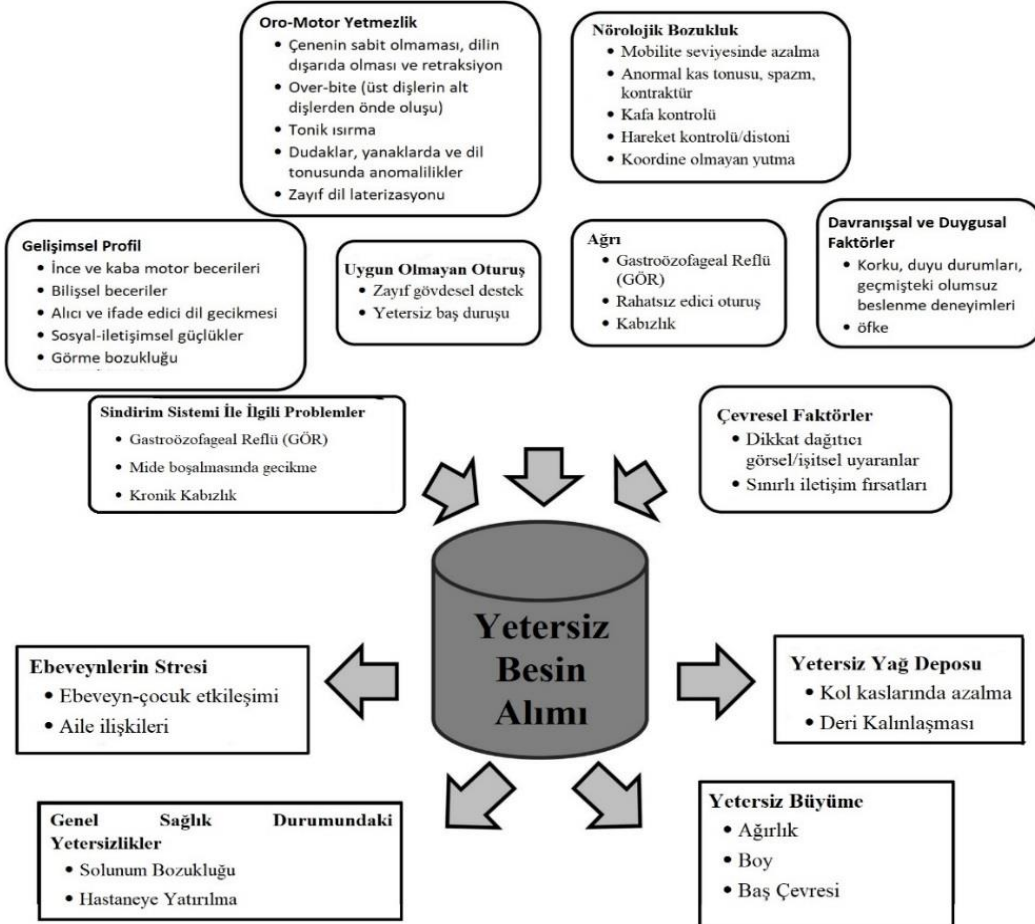 Oro-Motor Yetmezlik
• Çenenin sabit olmaması, dilin
dışarıda olması ve retraksiyon
• Over-bite (üst dişlerin alt
dişlerden önde oluşu)
• Tonik ısırma
• Dudaklar, yanaklarda ve dil
tonusunda anomalilikler
• Zayıf dil laterizasyonu
Nörolojik Bozukluk
• Mobilite seviyesinde azalma
• Anormal kas tonusu, spazm,
kontraktür
• Kafa kontrolü
• Hareket kontrolü/distoni
• Koordine olmayan yutma
Gelişimsel Profil
• İnce ve kaba motor becerileri
• Bilişsel beceriler
• Alıcı ve ifade edici dil gecikmesi
• Sosyal-iletişimsel güçlükler
• Görme bozukluğu
Uygun Olmayan Oturuş
• Zayıf gövdesel destek
• Yetersiz baş duruşu
Ağrı
• Gastroözofageal Reflü
(GÖR)
• Rahatsız edici oturuş
• Kabızlık
Davranışsal ve Duygusal
Faktörler
• Korku, duyu durumları,
geçmişteki olumsuz
beslenme deneyimleri
• öfke
Sindirim Sistemi İle İlgili Problemler
• Gastroözofageal Reflü (GÖR)
• Mide boşalmasında gecikme
• Kronik Kabızlık
Çevresel Faktörler
• Dikkat dağıtıcı
görsel/işitsel uyaranlar
• Sınırlı iletişim fırsatları
Yetersiz
Besin
Alımı
Ebeveynlerin Stresi
• Ebeveyn-çocuk etkileşimi
• Aile ilişkileri
Yetersiz Yağ Deposu
• Kol kaslarında azalma
• Deri Kalınlaşması
Genel Sağlık Durumundaki
Yetersizlikler
• Solunum Bozukluğu
• Hastaneye Yatırılma
Yetersiz Büyüme
• Ağırlık
• Boy
• Baş Çevresi